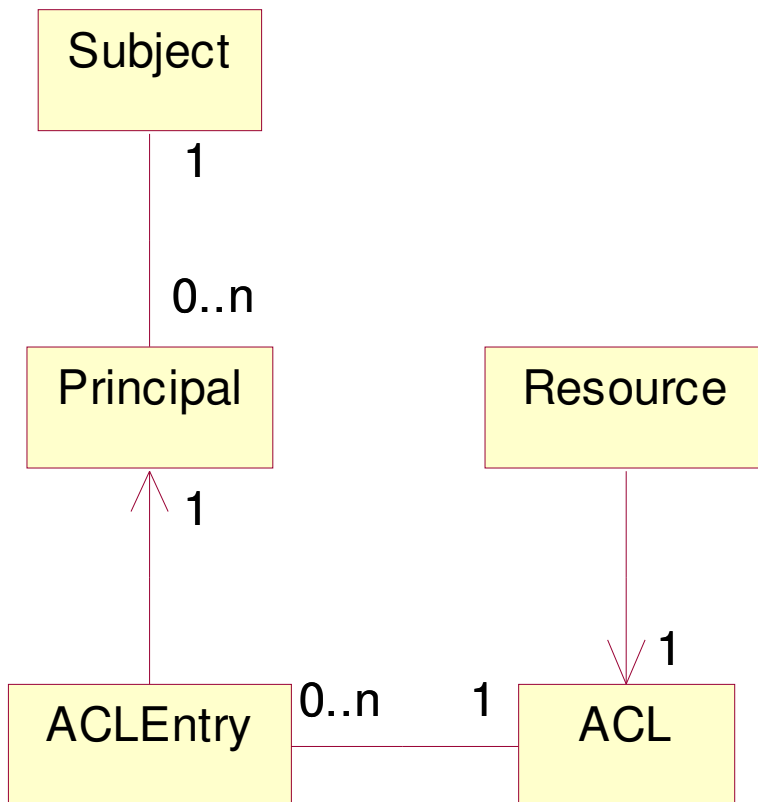 Subject
1
0..n
Principal
Resource
1
1
0..n
1
ACLEntry
ACL